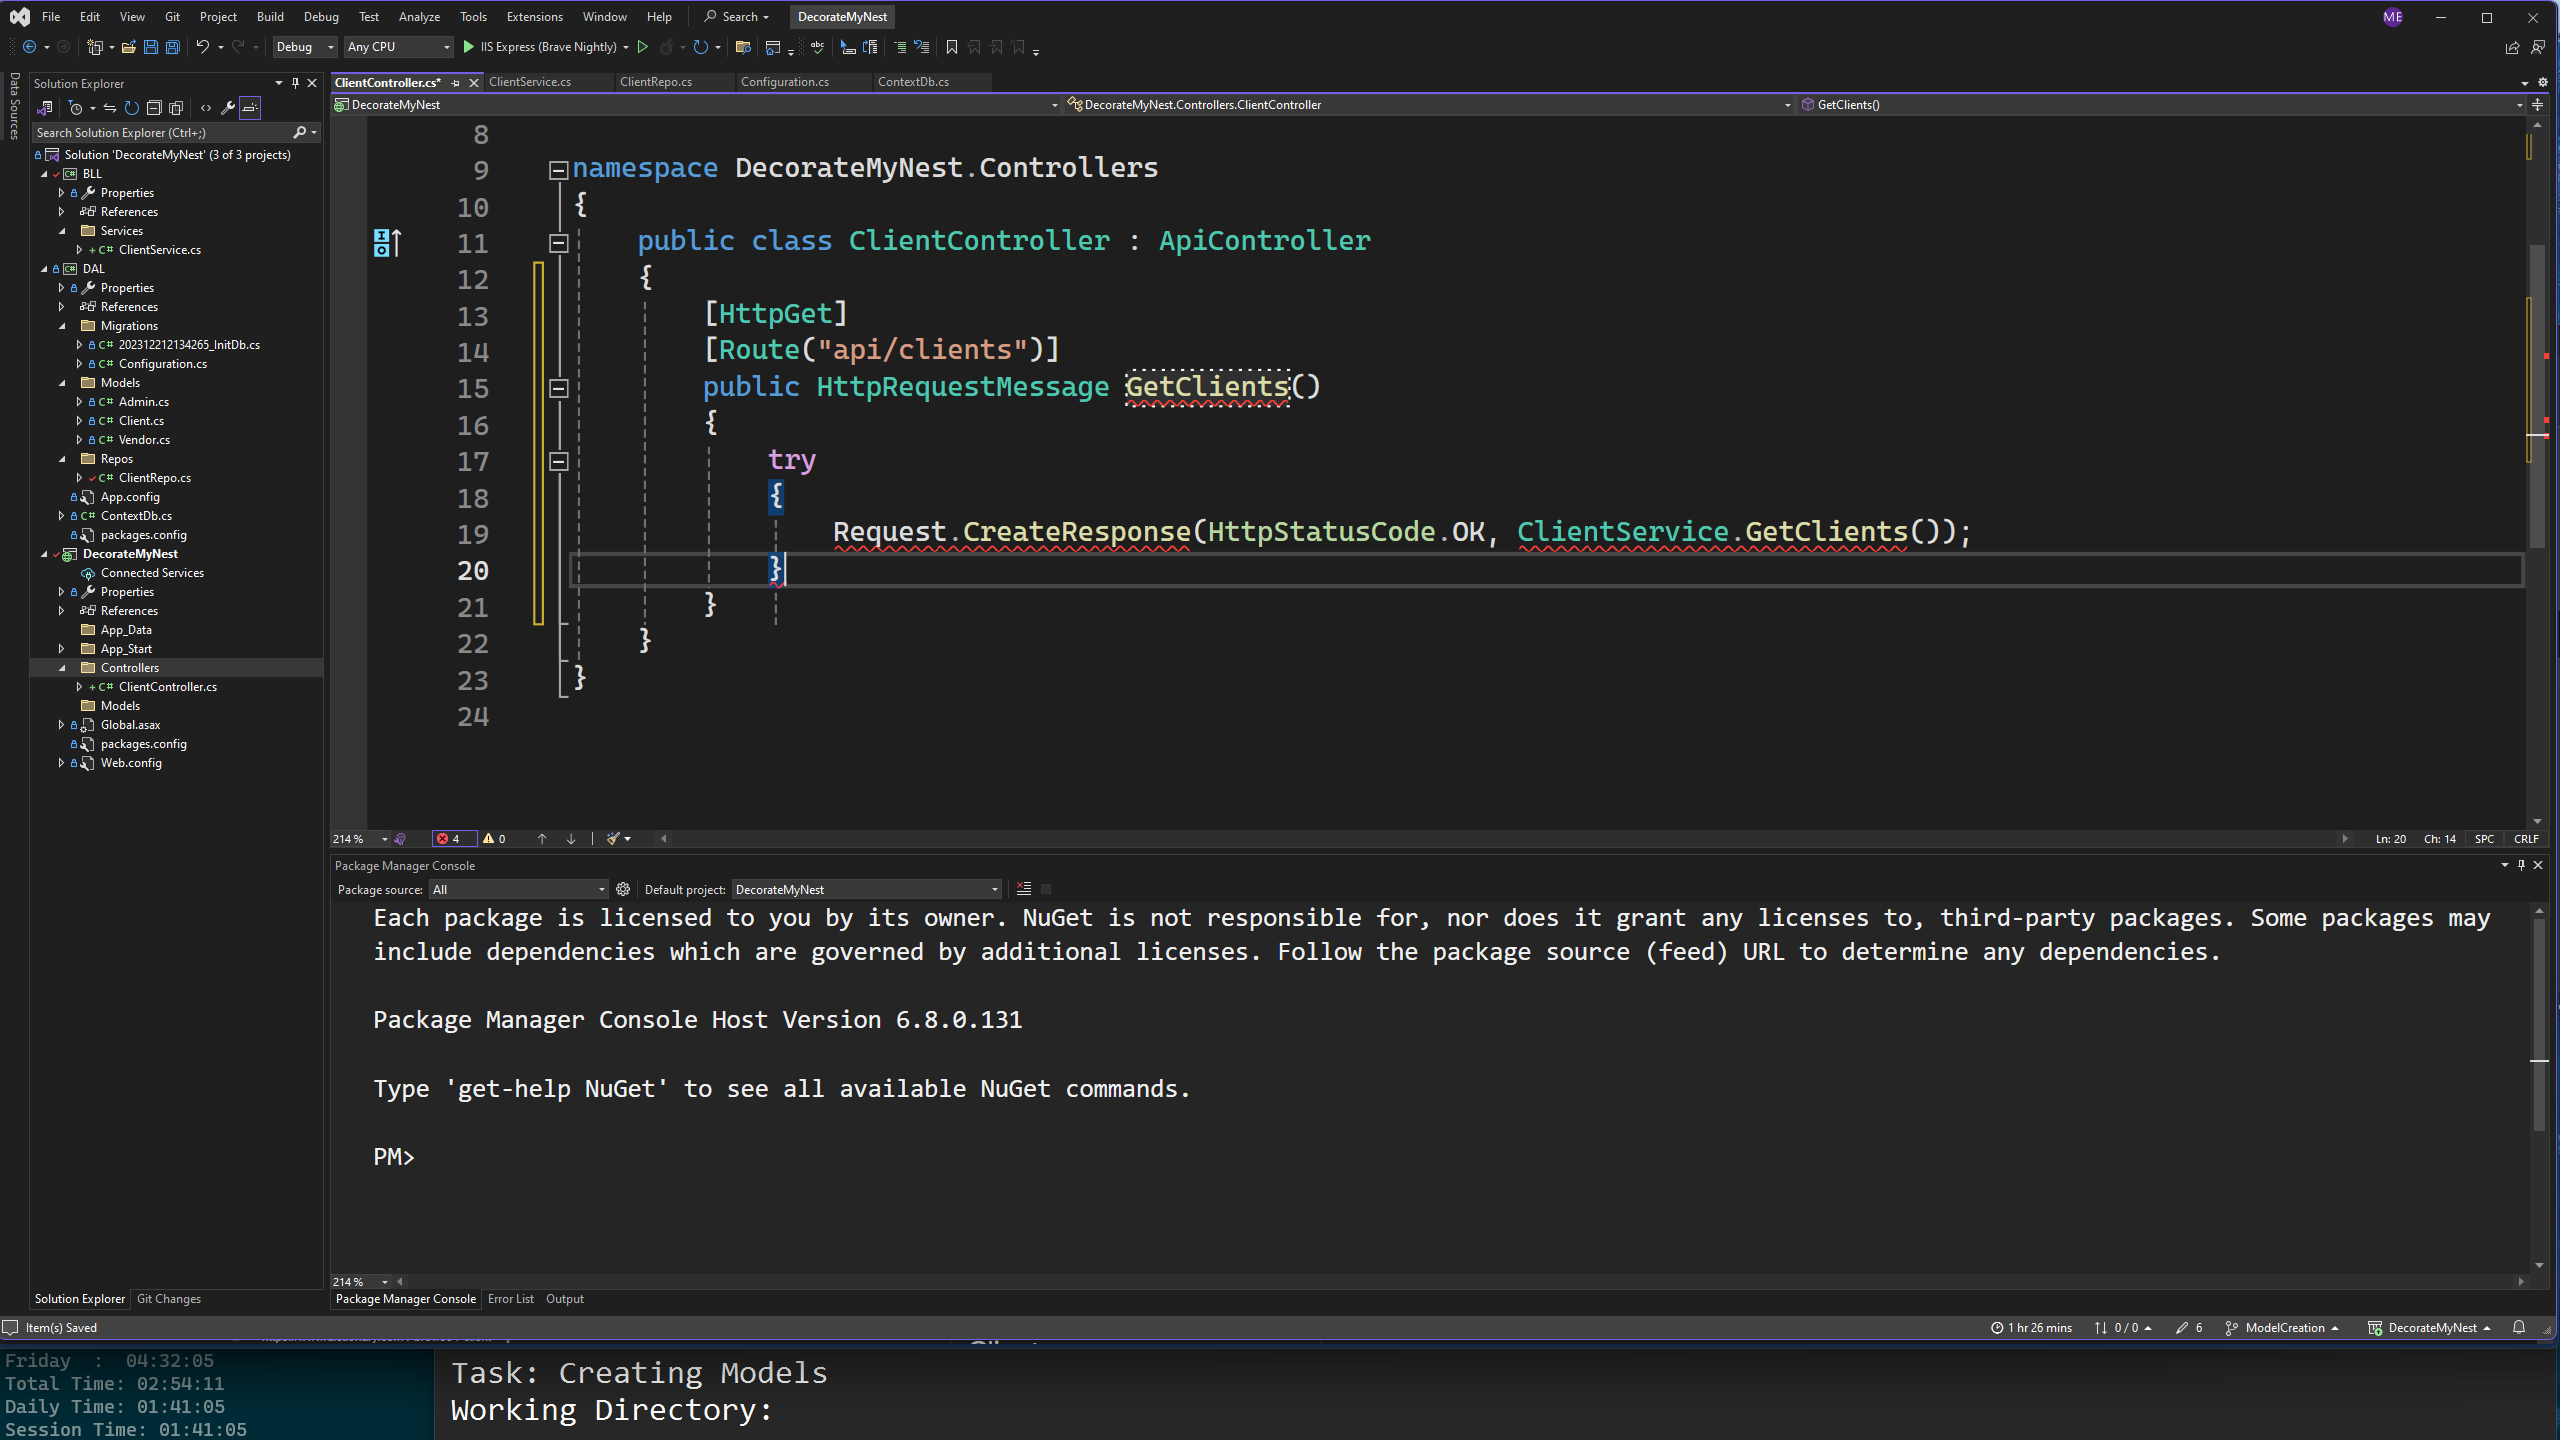 File Edit View Git Project Build Debug Test Analyze Tools Extensions Window Help Search DecorateMyNest ME
Debug Any CPU IIS Express (Brave Nightly)
Data Sources
Solution Explorer
Search Solution Explorer (Ctrl+;)
Solution 'DecorateMyNest' (3 of 3 projects)
BLL
Properties
References
Services
C# ClientService.cs
DAL
Properties
References
Migrations
C# 202312212134265_InitDb.cs
C# Configuration.cs
Models
C# Admin.cs
C# Client.cs
C# Vendor.cs
Repos
C# ClientRepo.cs
App.config
C# ContextDb.cs
packages.config
DecorateMyNest
Connected Services
Properties
References
App_Data
App_Start
Controllers
C# ClientController.cs
Models
Global.asax
packages.config
Web.config
Solution Explorer Git Changes
ClientController.cs* ClientService.cs ClientRepo.cs Configuration.cs ContextDb.cs
DecorateMyNest DecorateMyNest.Controllers.ClientController GetClients()
8
9 namespace DecorateMyNest.Controllers
10 {
11 public class ClientController : ApiController
12 {
13 [HttpGet]
14 [Route("api/clients")]
15 public HttpRequestMessage GetClients()
16 {
17 try
18 {
19 Request.CreateResponse(HttpStatusCode.OK, ClientService.GetClients());
20 }
21 }
22 }
23 }
24
214 % 4 0 Ln: 20 Ch: 14 SPC CRLF
Package Manager Console
Package source: All Default project: DecorateMyNest
Each package is licensed to you by its owner. NuGet is not responsible for, nor does it grant any licenses to, third-party packages. Some packages may
include dependencies which are governed by additional licenses. Follow the package source (feed) URL to determine any dependencies.
Package Manager Console Host Version 6.8.0.131
Type 'get-help NuGet' to see all available NuGet commands.
PM>
214 %
Package Manager Console Error List Output
Item(s) Saved 1 hr 26 mins 0 / 0 6 ModelCreation DecorateMyNest
Friday : 04:32:05
Total Time: 02:54:11
Daily Time: 01:41:05
Session Time: 01:41:05
Task: Creating Models
Working Directory: